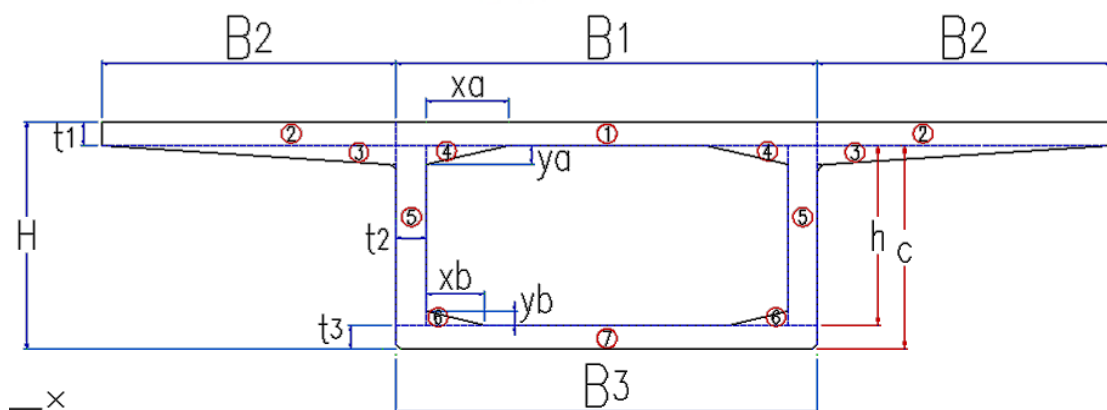 B2 B1 B2
xa
t1 ② ① ②
③ ④ ④ ③
ya
H ⑤ ⑤ h c
t2
xb
⑥ yb ⑥
t3 ⑦
B3
×